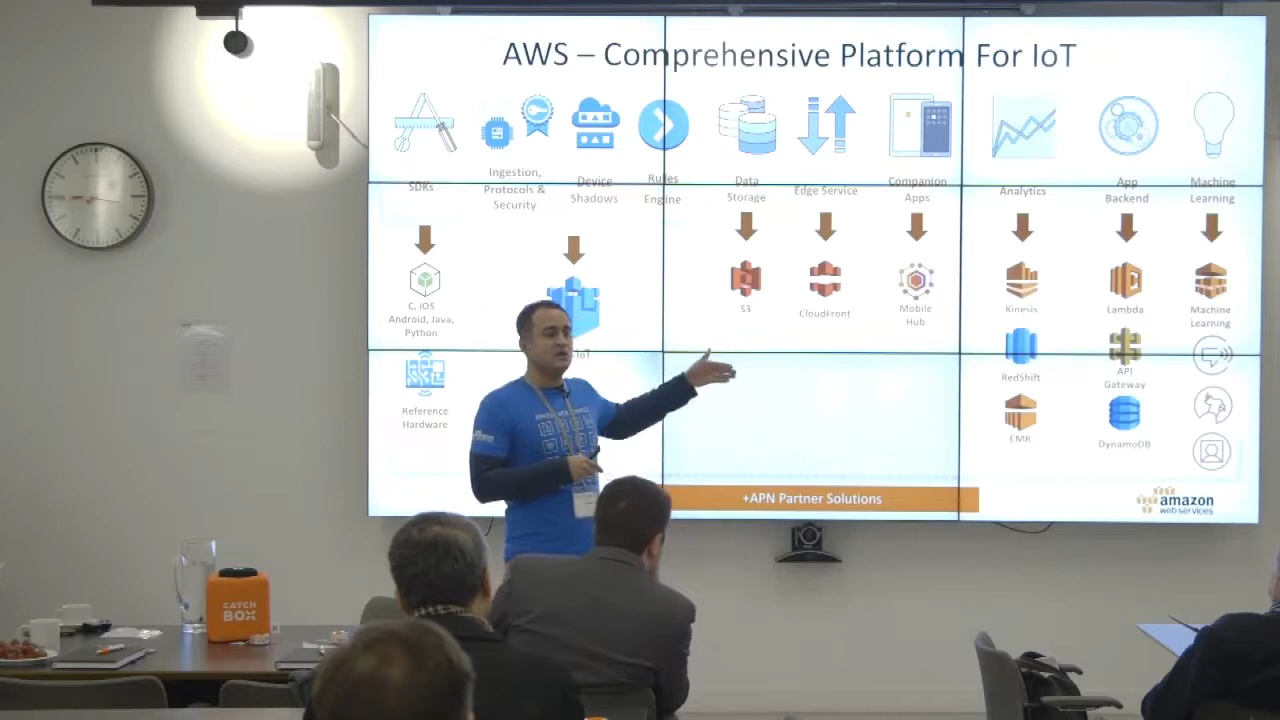 AWS – Comprehensive Platform For IoT
SDKs
Ingestion,
Protocols &
Security
Device
Shadows
Rules
Engine
Data
Storage
Edge Service
Companion
Apps
Analytics
App
Backend
Machine
Learning
C, iOS
Android, Java,
Python
IoT
S3
CloudFront
Mobile
Hub
Kinesis
Lambda
Machine
Learning
RedShift
API
Gateway
Reference
Hardware
EMR
DynamoDB
+APN Partner Solutions
amazon
web services
CATCH
BOX